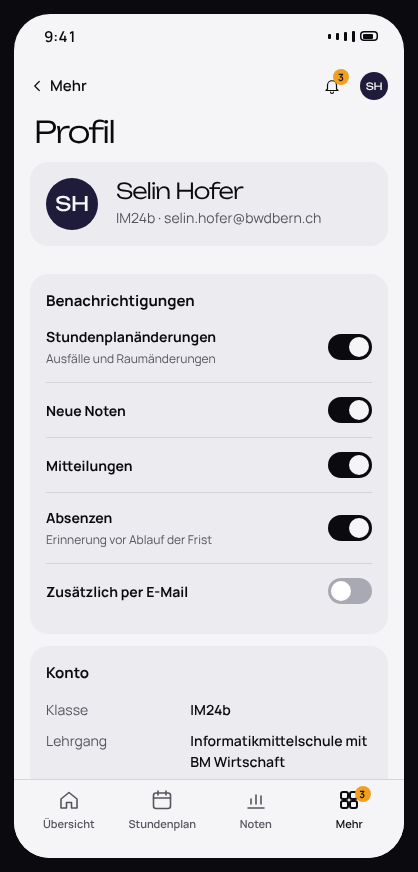 9:41
Mehr
3
SH
Profil
SH
Selin Hofer
IM24b · selin.hofer@bwdbern.ch
Benachrichtigungen
Stundenplanänderungen
Ausfälle und Raumänderungen
Neue Noten
Mitteilungen
Absenzen
Erinnerung vor Ablauf der Frist
Zusätzlich per E-Mail
Konto
Klasse IM24b
Lehrgang Informatikmittelschule mit
BM Wirtschaft
3
Übersicht Stundenplan Noten Mehr